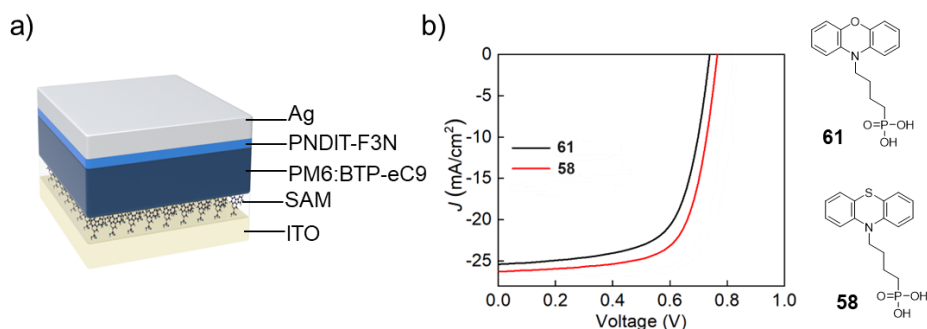 a)
Ag
PNDIT-F3N
PM6:BTP-eC9
SAM
ITO
b)
0
-5
-10
-15
-20
-25
J (mA/cm²)
0.0 0.2 0.4 0.6 0.8 1.0
Voltage (V)
61
58
O
N
O=P-OH
OH
61
S
N
O=P-OH
OH
58